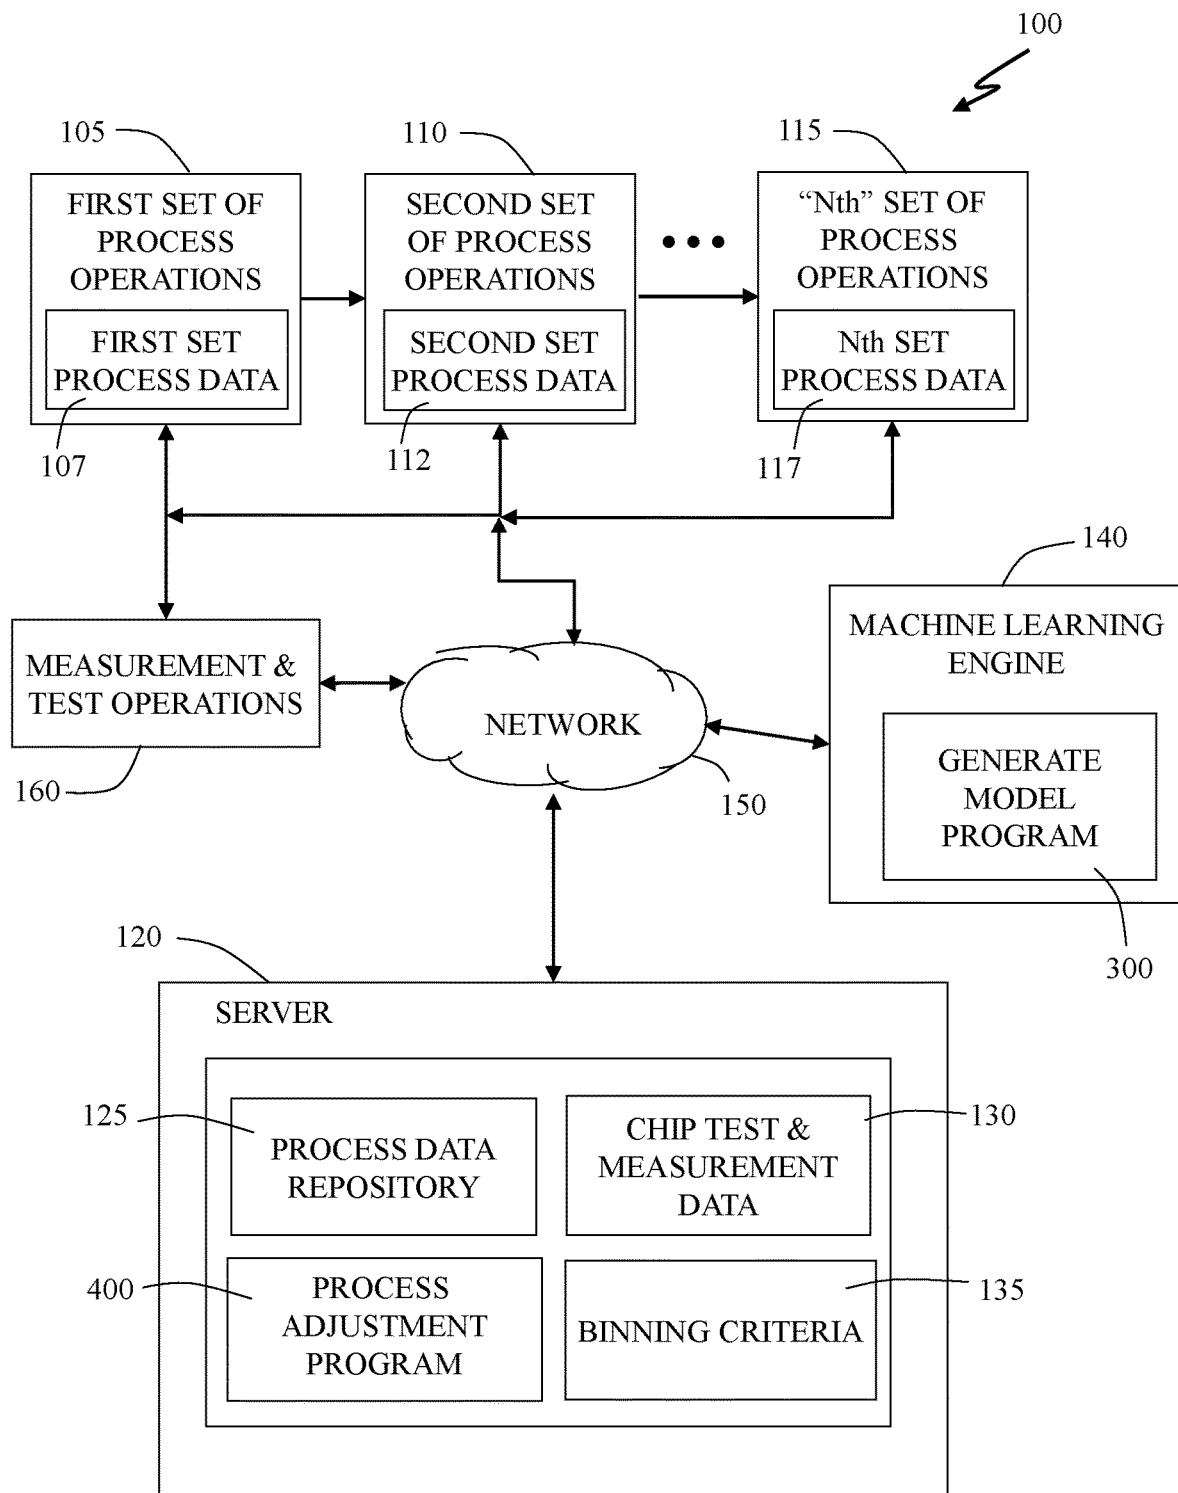 100
105
110
115
FIRST SET OF
PROCESS
OPERATIONS
FIRST SET
PROCESS DATA
SECOND SET
OF PROCESS
OPERATIONS
SECOND SET
PROCESS DATA
“Nth” SET OF
PROCESS
OPERATIONS
Nth SET
PROCESS DATA
107
112
117
140
MACHINE LEARNING
ENGINE
GENERATE
MODEL
PROGRAM
300
MEASUREMENT &
TEST OPERATIONS
160
NETWORK
150
120
SERVER
125
PROCESS DATA
REPOSITORY
CHIP TEST &
MEASUREMENT
DATA
130
400
PROCESS
ADJUSTMENT
PROGRAM
BINNING CRITERIA
135